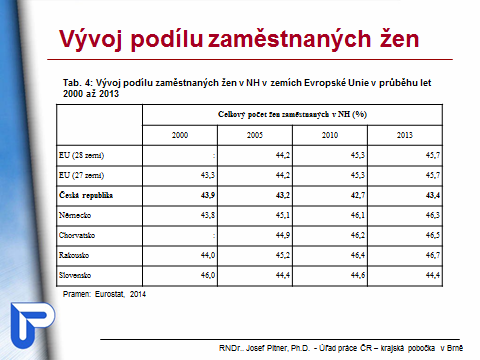 Vývoj podílu zaměstnaných žen
Tab. 4: Vývoj podílu zaměstnaných žen v NH v zemích Evropské Unie v průběhu let
2000 až 2013
Celkový počet žen zaměstnaných v NH (%)
2000 2005 2010 2013
EU (28 zemí) : 44,2 45,3 45,7
EU (27 zemí) 43,3 44,2 45,3 45,7
Česká republika 43,9 43,2 42,7 43,4
Německo 43,8 45,1 46,1 46,3
Chorvatsko : 44,9 46,2 46,5
Rakousko 44,0 45,2 46,4 46,7
Slovensko 46,0 44,4 44,6 44,4
Pramen: Eurostat, 2014
RNDr.. Josef Pitner, Ph.D. - Úřad práce ČR – krajská pobočka v Brně